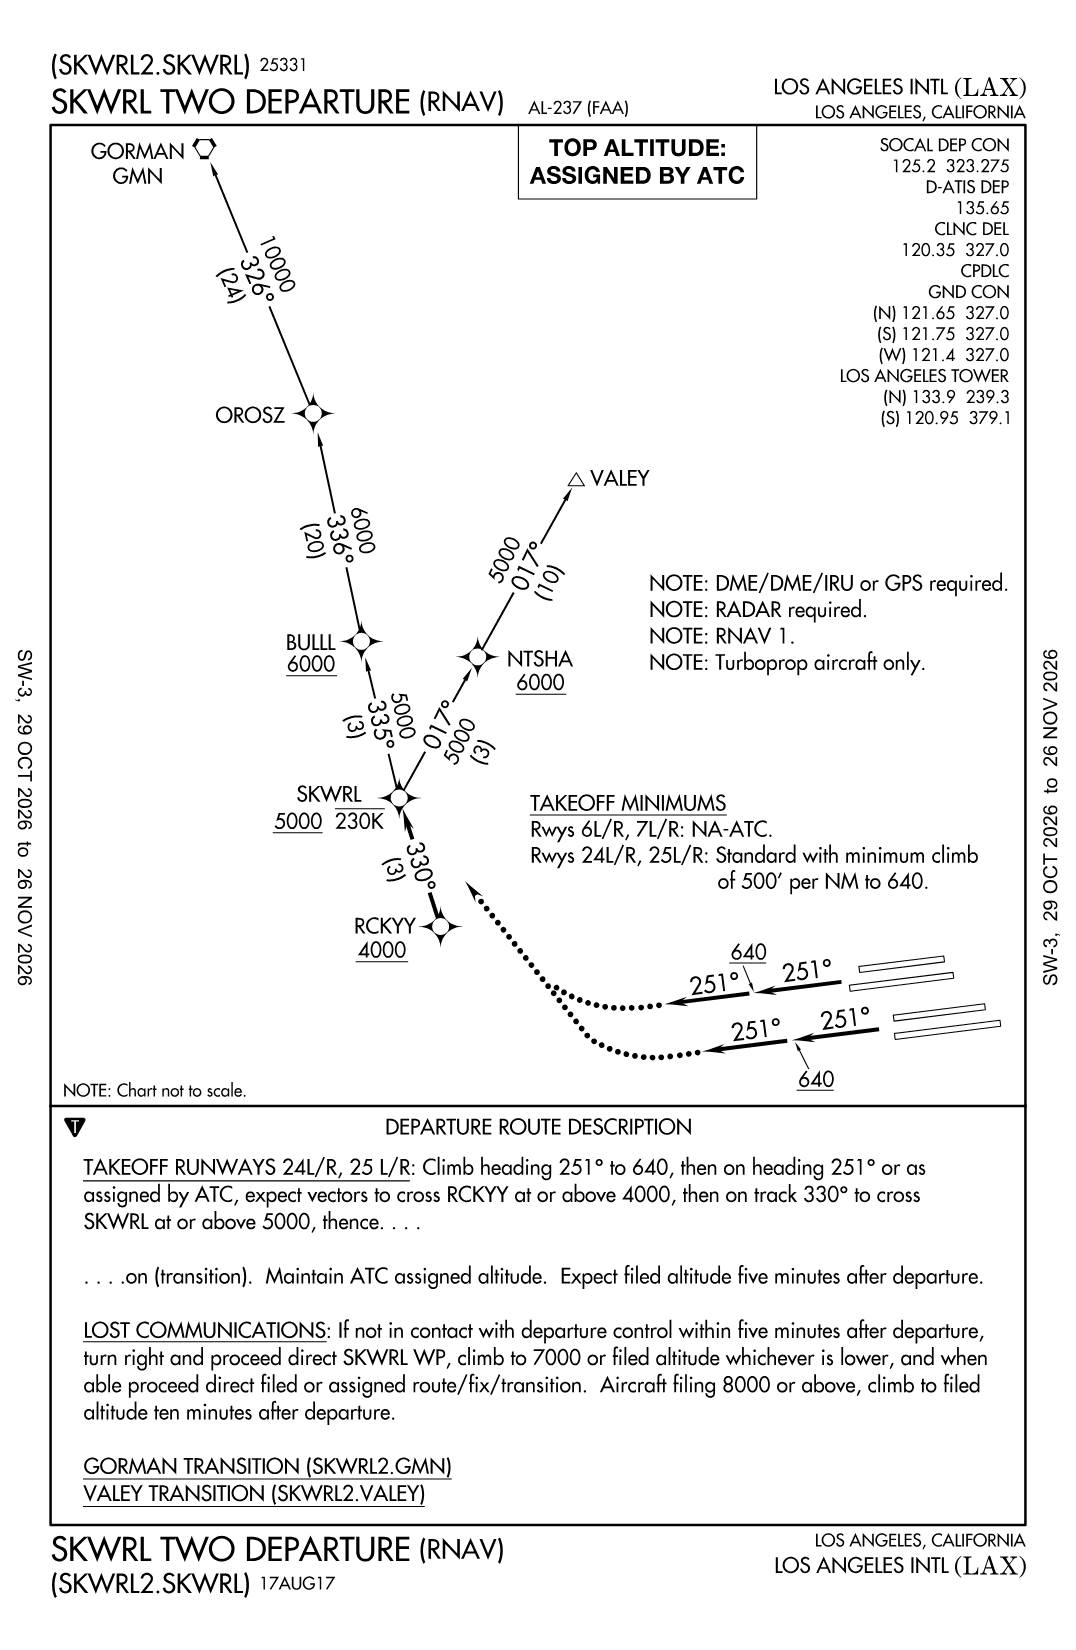 (SKWRL2.SKWRL) 25331
SKWRL TWO DEPARTURE (RNAV)
AL-237 (FAA)
LOS ANGELES INTL (LAX)
LOS ANGELES, CALIFORNIA
TOP ALTITUDE:
ASSIGNED BY ATC
SOCAL DEP CON
125.2 323.275
D-ATIS DEP
135.65
CLNC DEL
120.35 327.0
CPDLC
GND CON
(N) 121.65 327.0
(S) 121.75 327.0
(W) 121.4 327.0
LOS ANGELES TOWER
(N) 133.9 239.3
(S) 120.95 379.1
GORMAN
GMN
10000
326°
(24)
OROSZ
6000
336°
(20)
VALEY
5000
017°
(10)
BULLL
6000
NTSHA
6000
5000
335°
(3)
017°
5000
(3)
SKWRL
5000 230K
330°
(3)
RCKYY
4000
NOTE: DME/DME/IRU or GPS required.
NOTE: RADAR required.
NOTE: RNAV 1.
NOTE: Turboprop aircraft only.
TAKEOFF MINIMUMS
Rwys 6L/R, 7L/R: NA-ATC.
Rwys 24L/R, 25L/R: Standard with minimum climb
of 500' per NM to 640.
640
251° 251°
251° 251°
640
NOTE: Chart not to scale.
SW-3, 29 OCT 2026 to 26 NOV 2026
SW-3, 29 OCT 2026 to 26 NOV 2026
T
DEPARTURE ROUTE DESCRIPTION
TAKEOFF RUNWAYS 24L/R, 25 L/R: Climb heading 251° to 640, then on heading 251° or as
assigned by ATC, expect vectors to cross RCKYY at or above 4000, then on track 330° to cross
SKWRL at or above 5000, thence. . . .
. . . .on (transition). Maintain ATC assigned altitude. Expect filed altitude five minutes after departure.
LOST COMMUNICATIONS: If not in contact with departure control within five minutes after departure,
turn right and proceed direct SKWRL WP, climb to 7000 or filed altitude whichever is lower, and when
able proceed direct filed or assigned route/fix/transition. Aircraft filing 8000 or above, climb to filed
altitude ten minutes after departure.
GORMAN TRANSITION (SKWRL2.GMN)
VALEY TRANSITION (SKWRL2.VALEY)
SKWRL TWO DEPARTURE (RNAV)
(SKWRL2.SKWRL) 17AUG17
LOS ANGELES, CALIFORNIA
LOS ANGELES INTL (LAX)